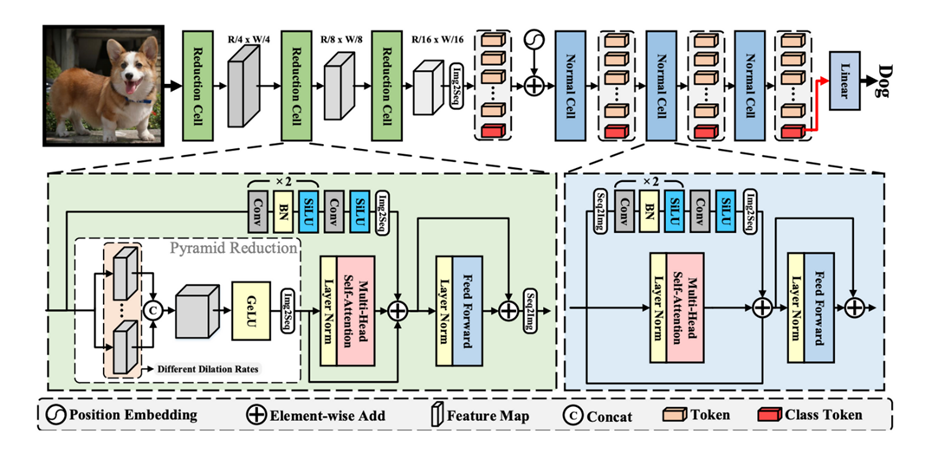 R/4 x W/4
R/8 x W/8
R/16 x W/16
Reduction Cell
Reduction Cell
Reduction Cell
Img2Seq
Normal Cell
Normal Cell
Normal Cell
Linear
Dog
× 2
Conv
BN
SiLU
Conv
SiLU
Img2Seq
Pyramid Reduction
C
GeLU
Img2Seq
Layer Norm
Multi-Head
Self-Attention
Layer Norm
Feed Forward
Seq2Img
Different Dilation Rates
× 2
Seq2Img
Conv
BN
SiLU
Conv
SiLU
Img2Seq
Layer Norm
Multi-Head
Self-Attention
Layer Norm
Feed Forward
Position Embedding
Element-wise Add
Feature Map
C
Concat
Token
Class Token